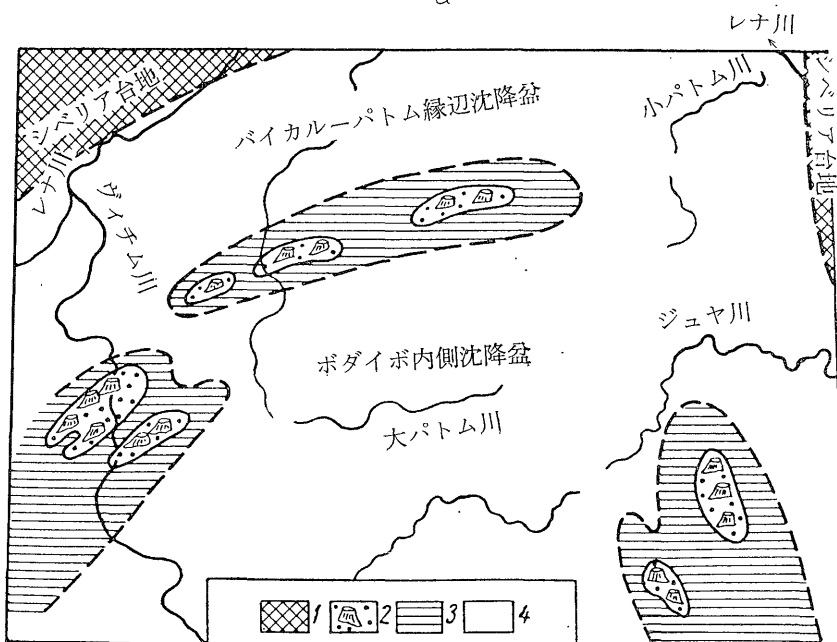 レナ川
シベリア台地
レナ川
バイカルーパトム縁辺沈降盆
小パトム川
シベリア台地
ヴィチム川
ジュヤ川
ボダイボ内側沈降盆
大パトム川
1 2 3 4